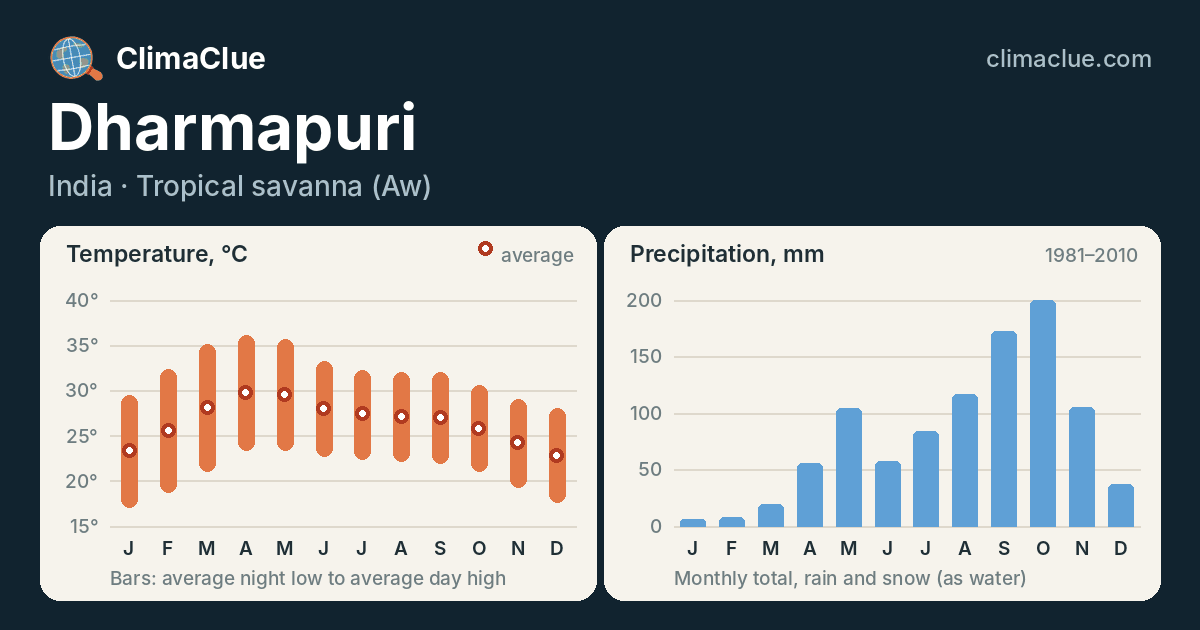 ClimaClue
climaclue.com
Dharmapuri
India · Tropical savanna (Aw)
Temperature, °C
average
40°
35°
30°
25°
20°
15°
J F M A M J J A S O N D
Bars: average night low to average day high
Precipitation, mm
1981–2010
200
150
100
50
0
J F M A M J J A S O N D
Monthly total, rain and snow (as water)